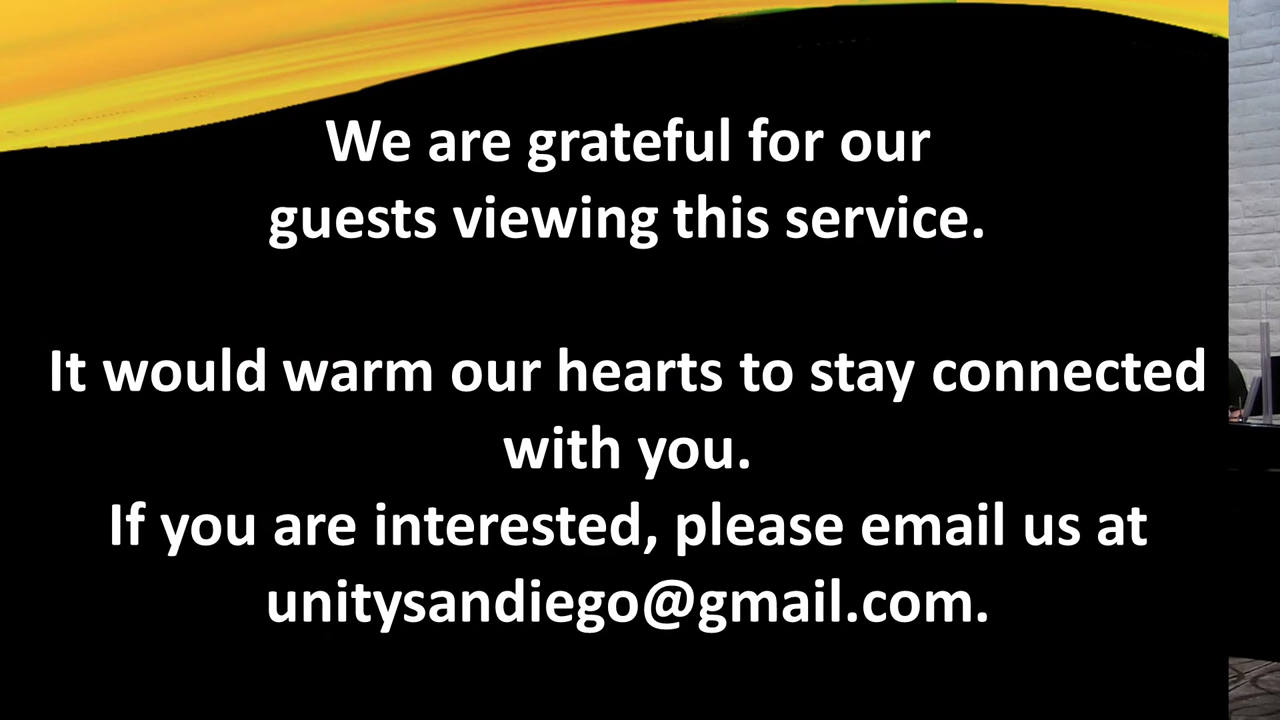 We are grateful for our
guests viewing this service.
It would warm our hearts to stay connected
with you.
If you are interested, please email us at
unitysandiego@gmail.com.